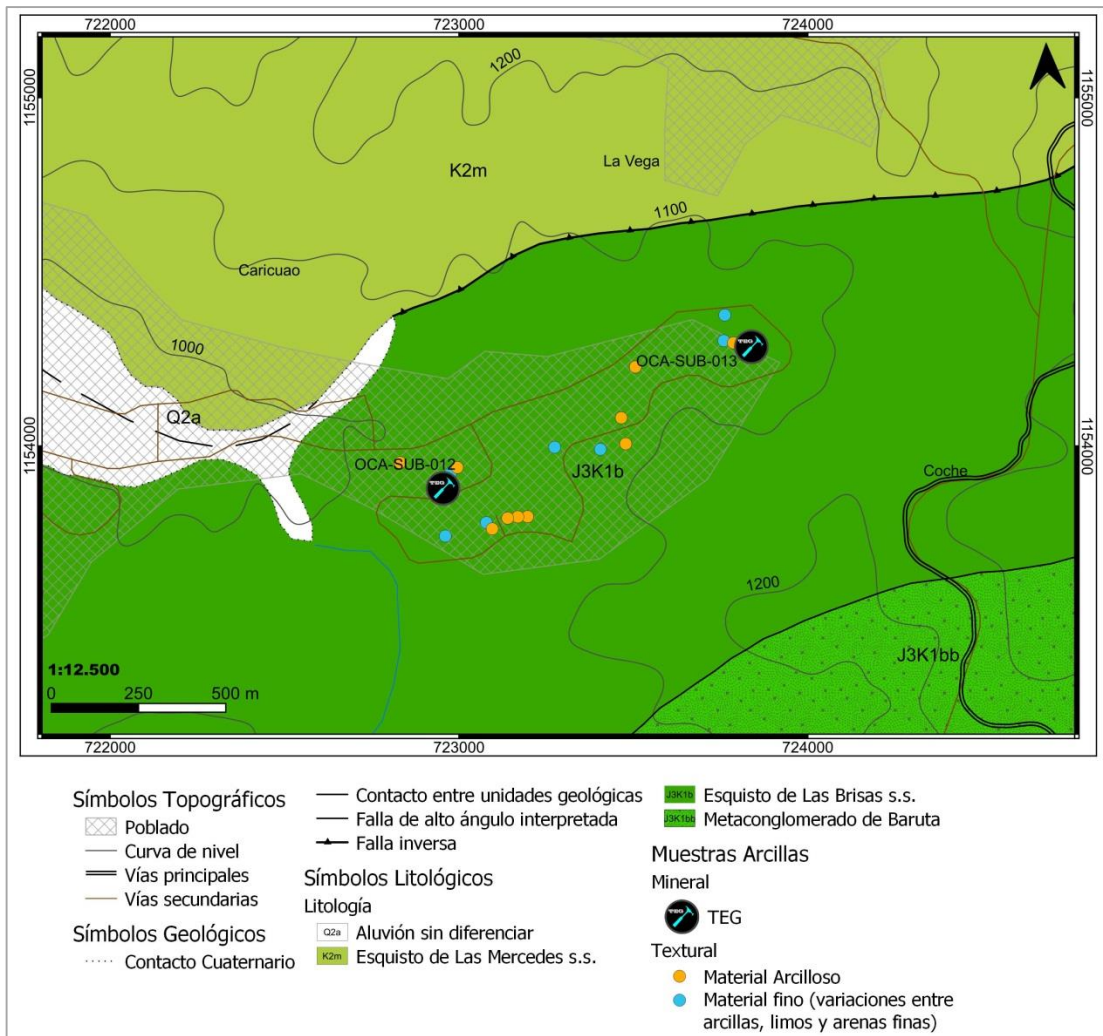 722000
723000
724000
1155000
1155000
1200
La Vega
K2m
1100
Caricuao
1000
OCA-SUB-013
TEG
Q2a
1154000
1154000
OCA-SUB-012
J3K1b
Coche
TEG
1200
J3K1bb
1:12.500
0 250 500 m
722000
723000
724000
Símbolos Topográficos
Poblado
Curva de nivel
Vías principales
Vías secundarias
Símbolos Geológicos
Contacto Cuaternario
Contacto entre unidades geológicas
Falla de alto ángulo interpretada
Falla inversa
Símbolos Litológicos
Litología
Q2a Aluvión sin diferenciar
K2m Esquisto de Las Mercedes s.s.
J3K1b Esquisto de Las Brisas s.s.
J3K1bb Metaconglomerado de Baruta
Muestras Arcillas
Mineral
TEG TEG
Textural
Material Arcilloso
Material fino (variaciones entre
arcillas, limos y arenas finas)